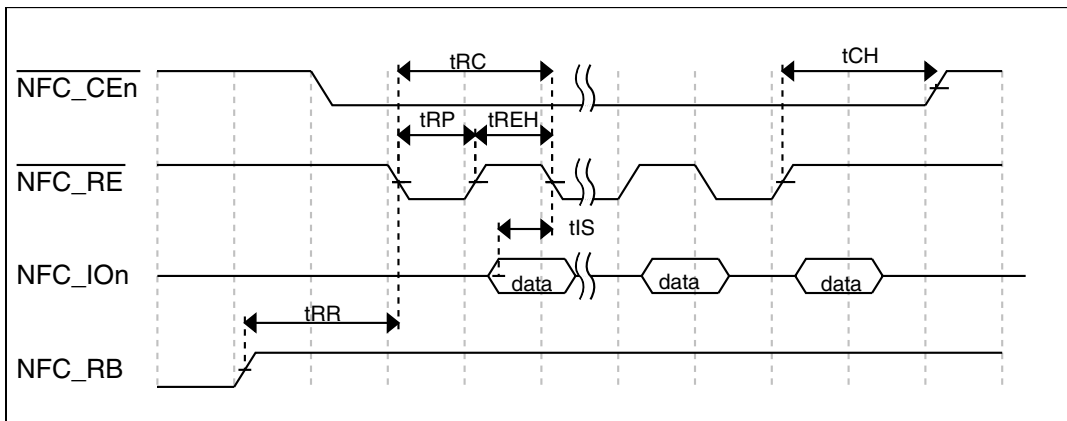 tRC
tCH
NFC_CEn
tRP
tREH
NFC_RE
tIS
NFC_IOn
data
data
data
tRR
NFC_RB